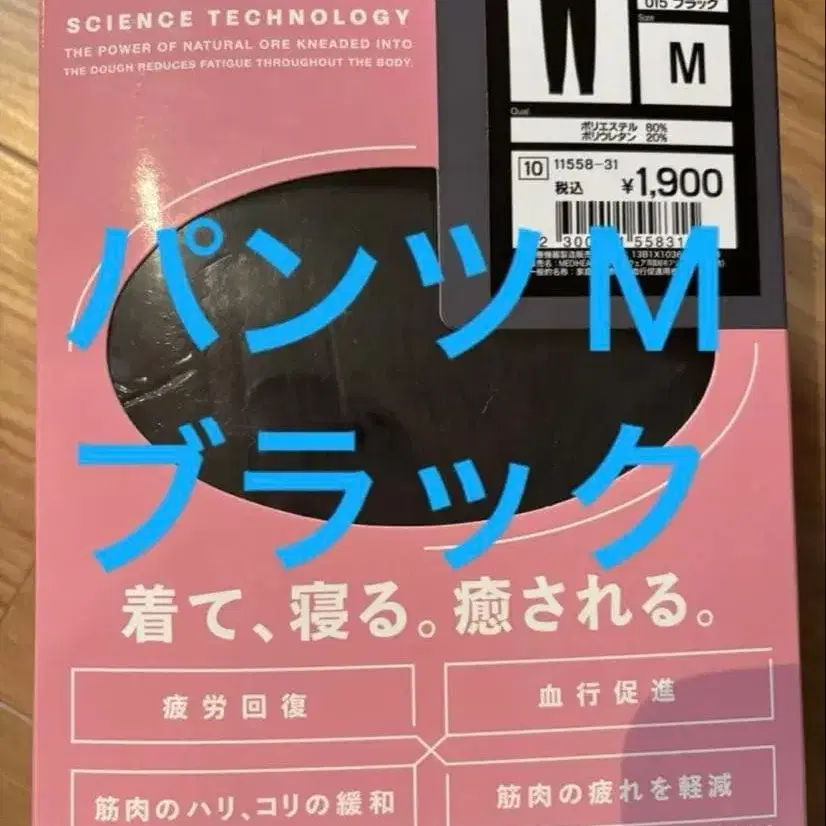 SCIENCE TECHNOLOGY
THE POWER OF NATURAL ORE KNEADED INTO
THE DOUGH REDUCES FATIGUE THROUGHOUT THE BODY.
015 ブラック
Size
M
Qual
ポリエステル 80%
ポリウレタン 20%
10 11558-31
税込 ¥1,900
パンツM
ブラック
着て、寝る。癒される。
疲労回復
血行促進
筋肉のハリ、コリの緩和
筋肉の疲れを軽減